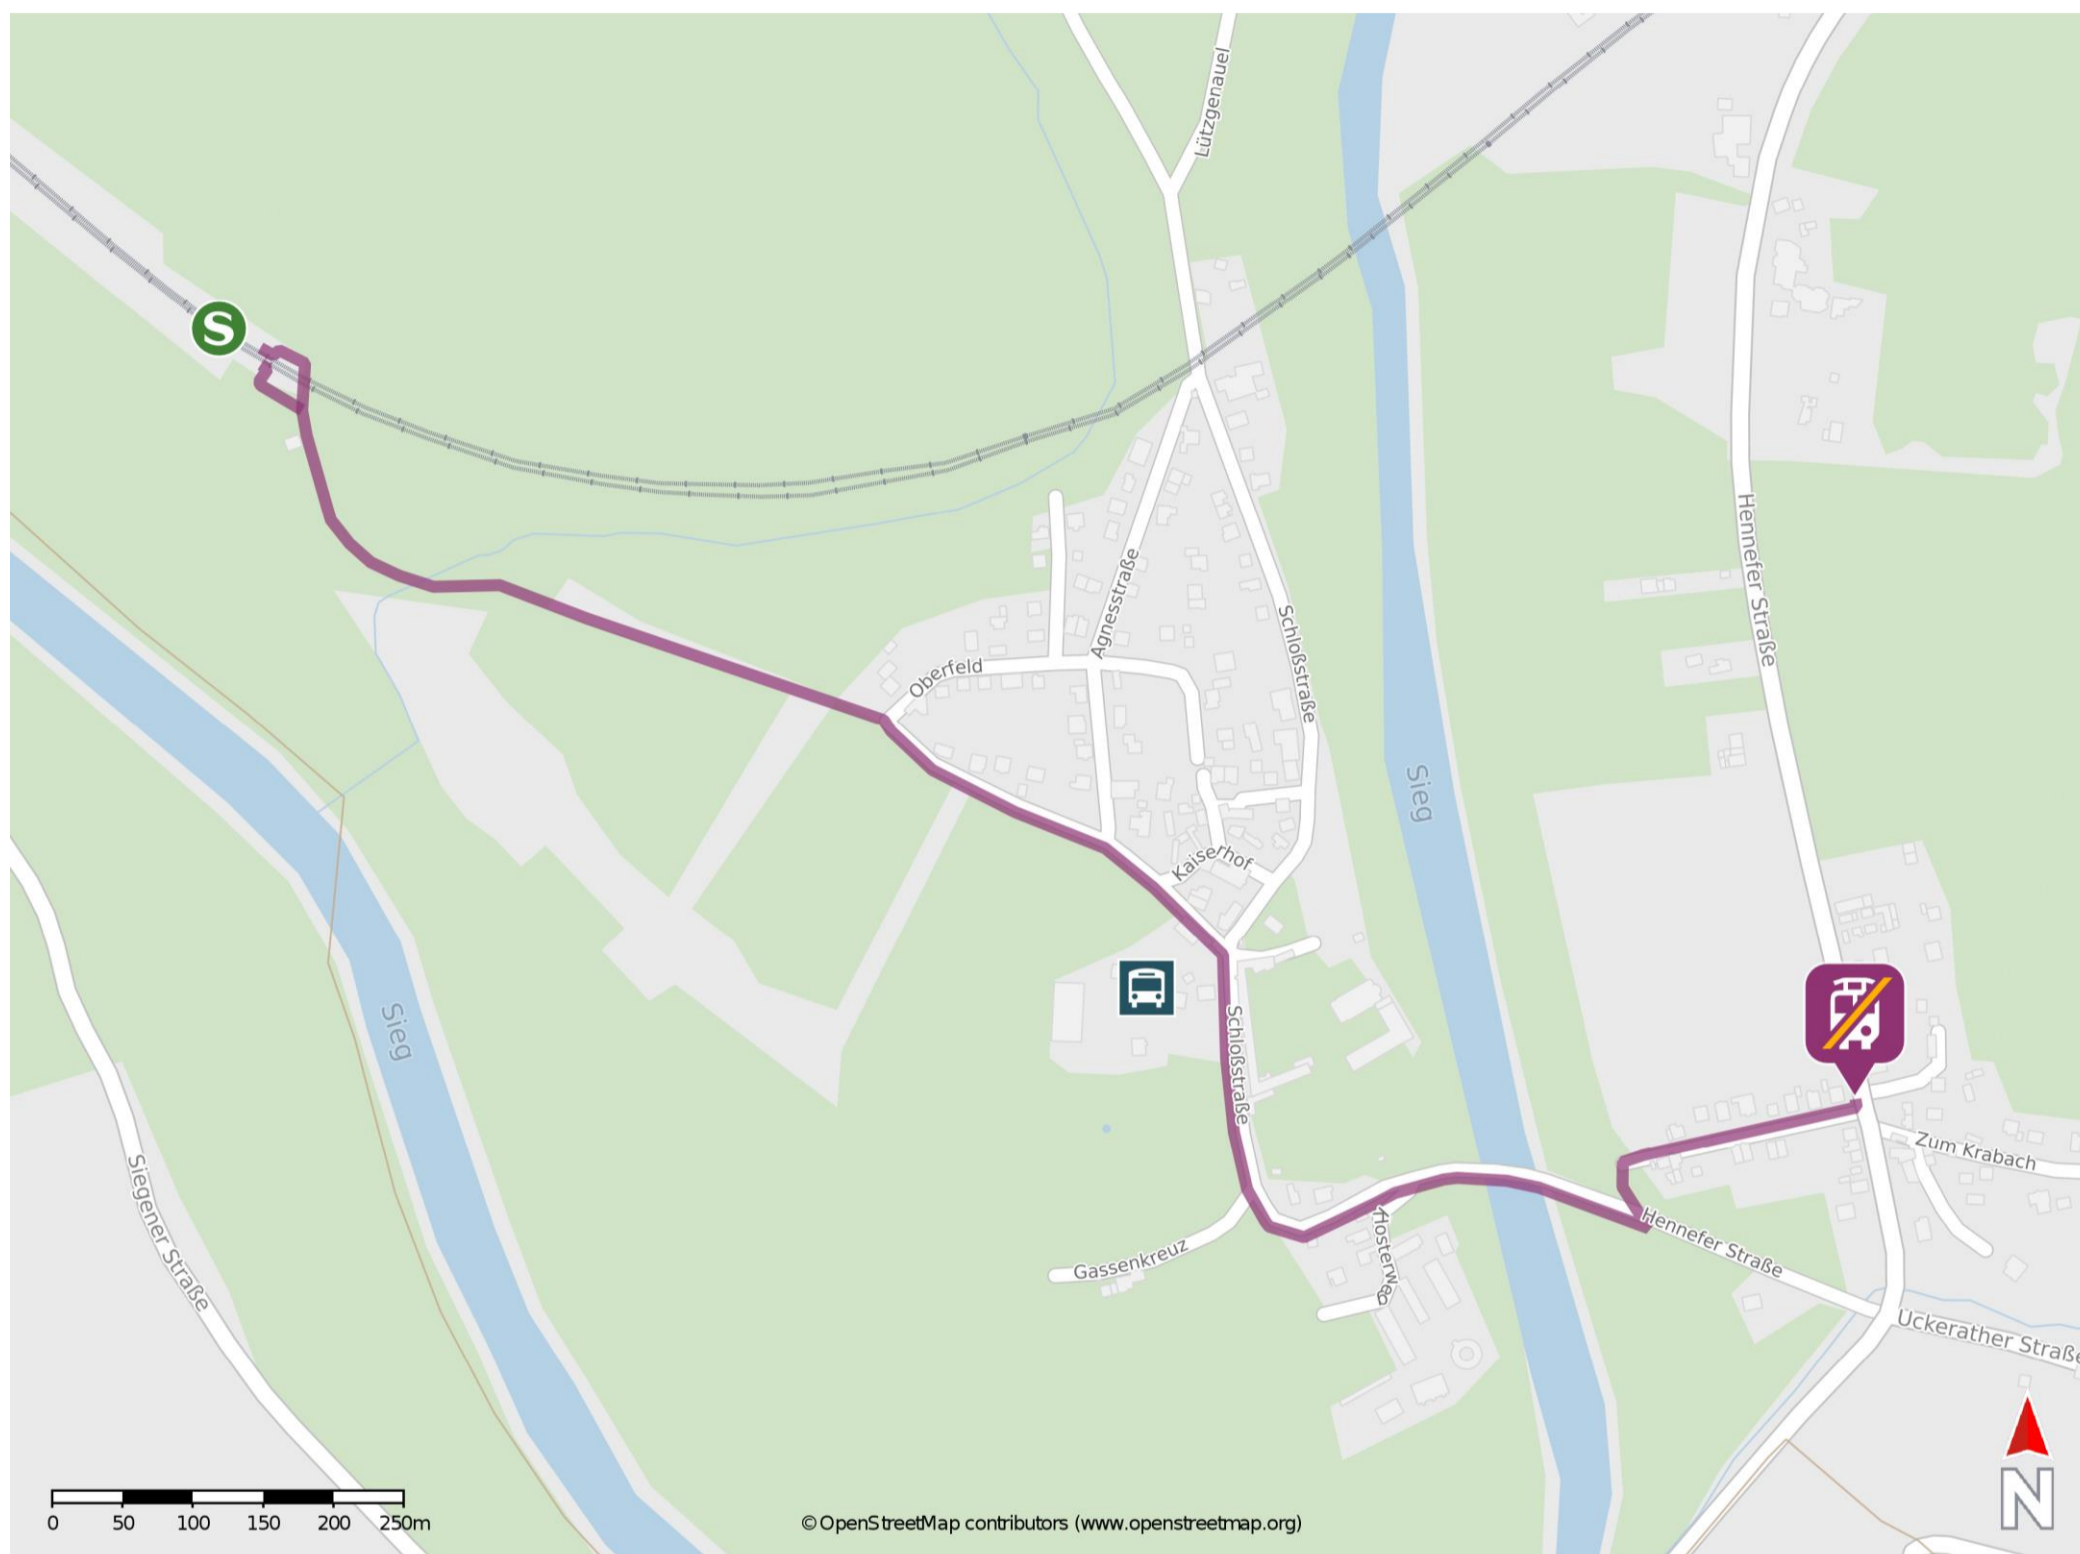 Lützgenauel
S
Hennefer Straße
Agnesstraße
Schloßstraße
Oberfeld
Sieg
Kaiserhof
Sieg
Schloßstraße
Zum Krabach
Siegener Straße
Hennefer Straße
Hosterweg
Gassenkreuz
Uckerather Straße
N
0 50 100 150 200 250m
© OpenStreetMap contributors (www.openstreetmap.org)